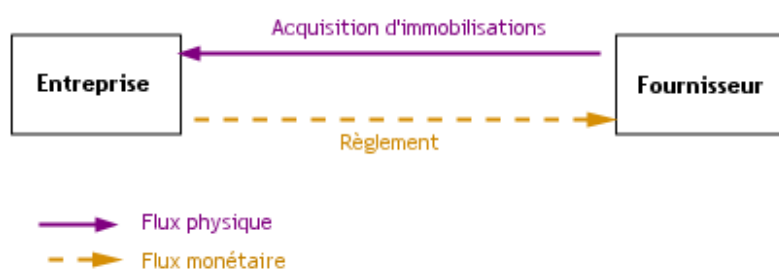 Acquisition d'immobilisations
Entreprise
Fournisseur
Règlement
Flux physique
Flux monétaire